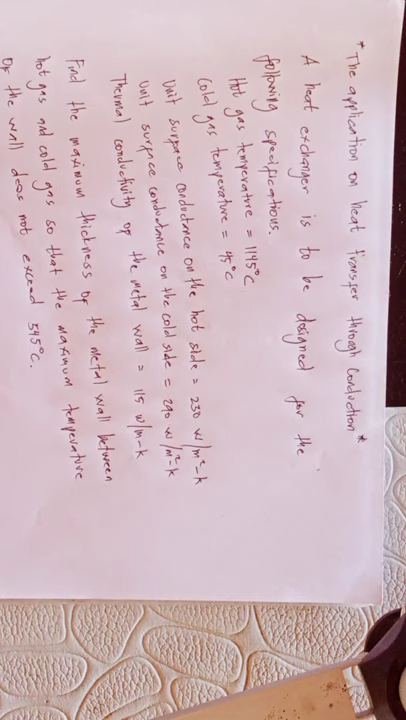 *The application on heat transfer through Conduction*
A heat exchanger is to be designed for the
following specifications.
Hot gas temperature = 1145°C
Cold gas temperature = 45°C
Unit surface conductance on the hot side = 230 W/m²-K
Unit surface conductance on the cold side = 290 W/m²-K
Thermal conductivity of the metal wall = 115 W/m-K
Find the maximum thickness of the metal wall between
hot gas and cold gas so that the maximum temperature
of the wall does not exceed 545°C.